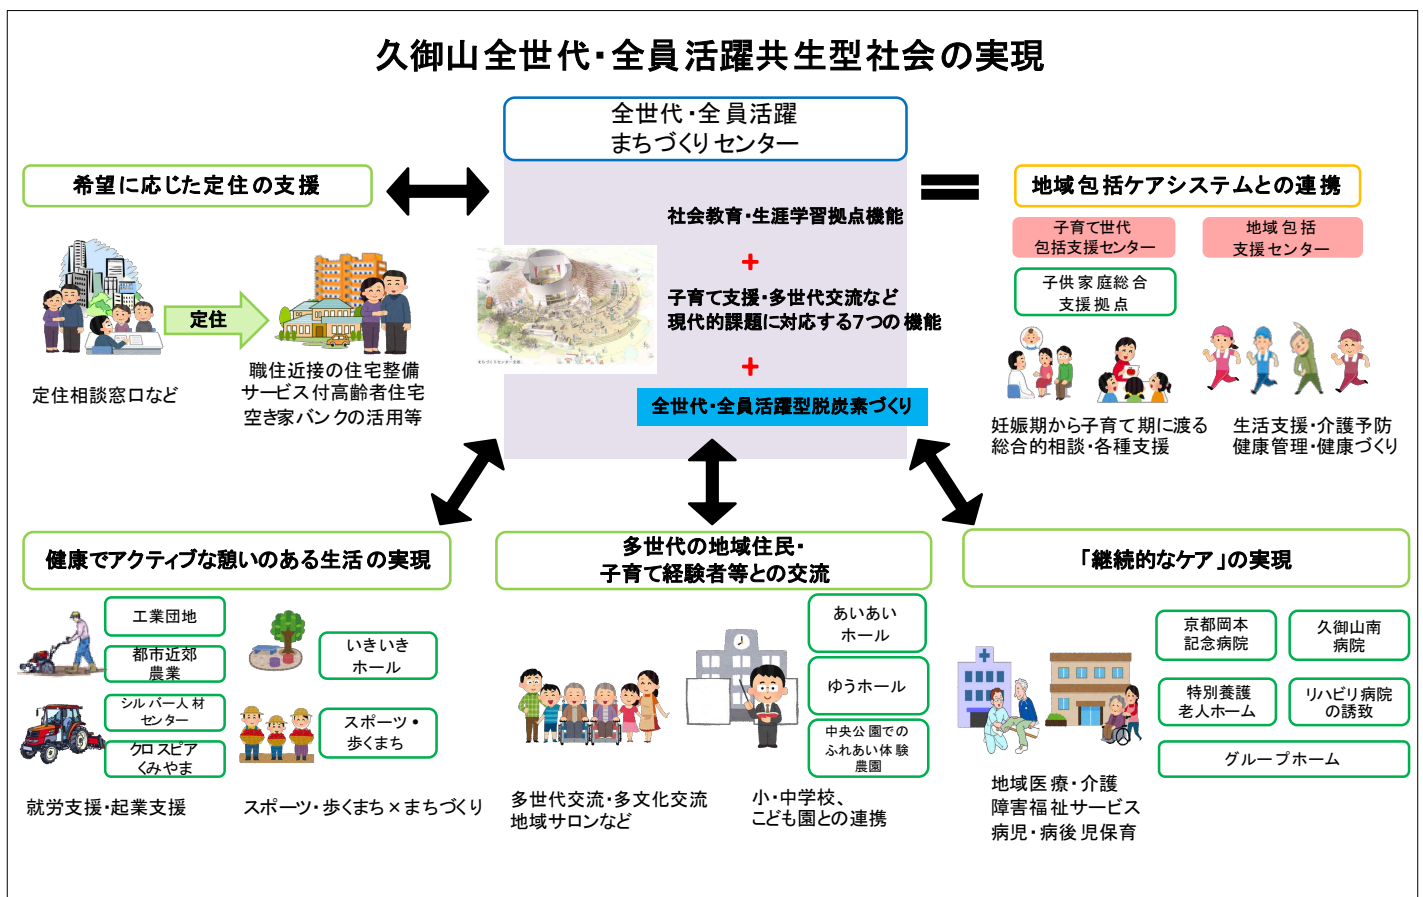 久御山全世代・全員活躍共生型社会の実現
全世代・全員活躍
まちづくりセンター
希望に応じた定住の支援
定住
定住相談窓口など
職住近接の住宅整備
サービス付高齢者住宅
空き家バンクの活用等
社会教育・生涯学習拠点機能
+
子育て支援・多世代交流など
現代的課題に対応する7つの機能
+
全世代・全員活躍型脱炭素づくり
まちづくりセンター全景
地域包括ケアシステムとの連携
子育て世代
包括支援センター
地域包括
支援センター
子供家庭総合
支援拠点
妊娠期から子育て期に渡る
総合的相談・各種支援
生活支援・介護予防
健康管理・健康づくり
健康でアクティブな憩いのある生活の実現
工業団地
都市近郊
農業
シルバー人材
センター
クロスピア
くみやま
いきいき
ホール
スポーツ・
歩くまち
就労支援・起業支援
スポーツ・歩くまち×まちづくり
多世代の地域住民・
子育て経験者等との交流
あいあい
ホール
ゆうホール
中央公園での
ふれあい体験
農園
多世代交流・多文化交流
地域サロンなど
小・中学校、
こども園との連携
「継続的なケア」の実現
京都岡本
記念病院
久御山南
病院
特別養護
老人ホーム
リハビリ病院
の誘致
グループホーム
地域医療・介護
障害福祉サービス
病児・病後児保育